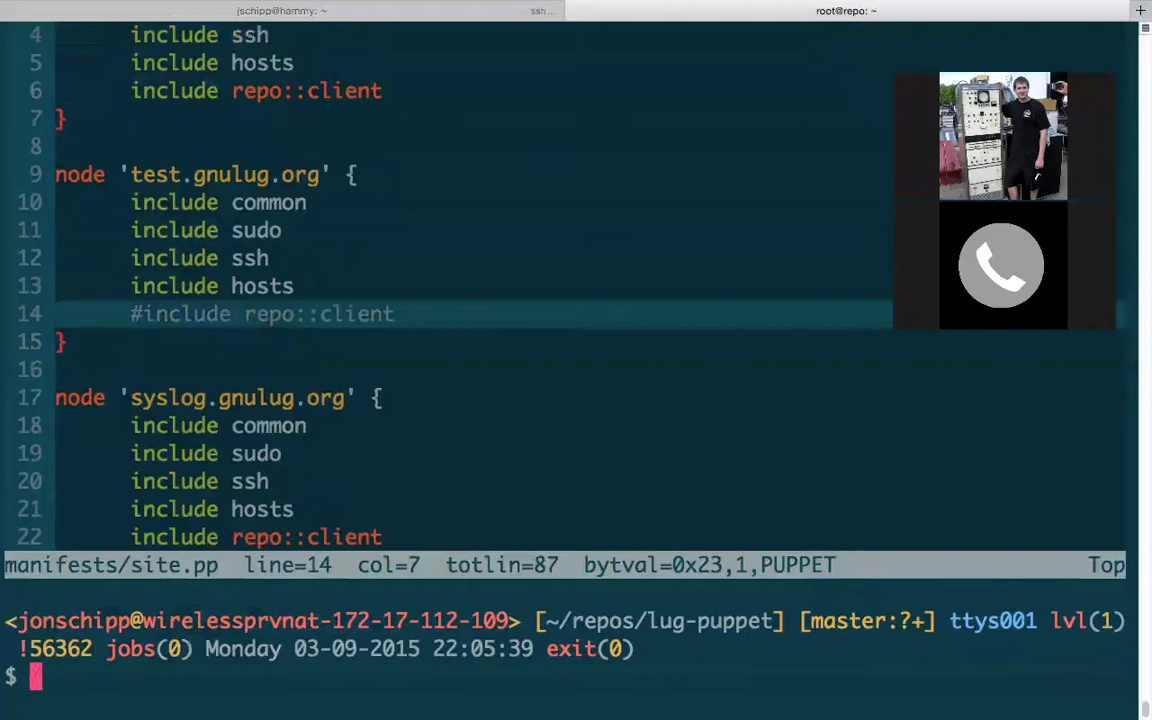 jschipp@hammy: ~
ssh...
root@repo: ~
4 include ssh
5 include hosts
6 include repo::client
7 }
8
9 node 'test.gnulug.org' {
10 include common
11 include sudo
12 include ssh
13 include hosts
14 #include repo::client
15 }
16
17 node 'syslog.gnulug.org' {
18 include common
19 include sudo
20 include ssh
21 include hosts
22 include repo::client
manifests/site.pp line=14 col=7 totlin=87 bytval=0x23,1,PUPPET Top
<jonschipp@wirelessprvnat-172-17-112-109> [~/repos/lug-puppet] [master:?+] ttys001 lvl(1)
!56362 jobs(0) Monday 03-09-2015 22:05:39 exit(0)
$